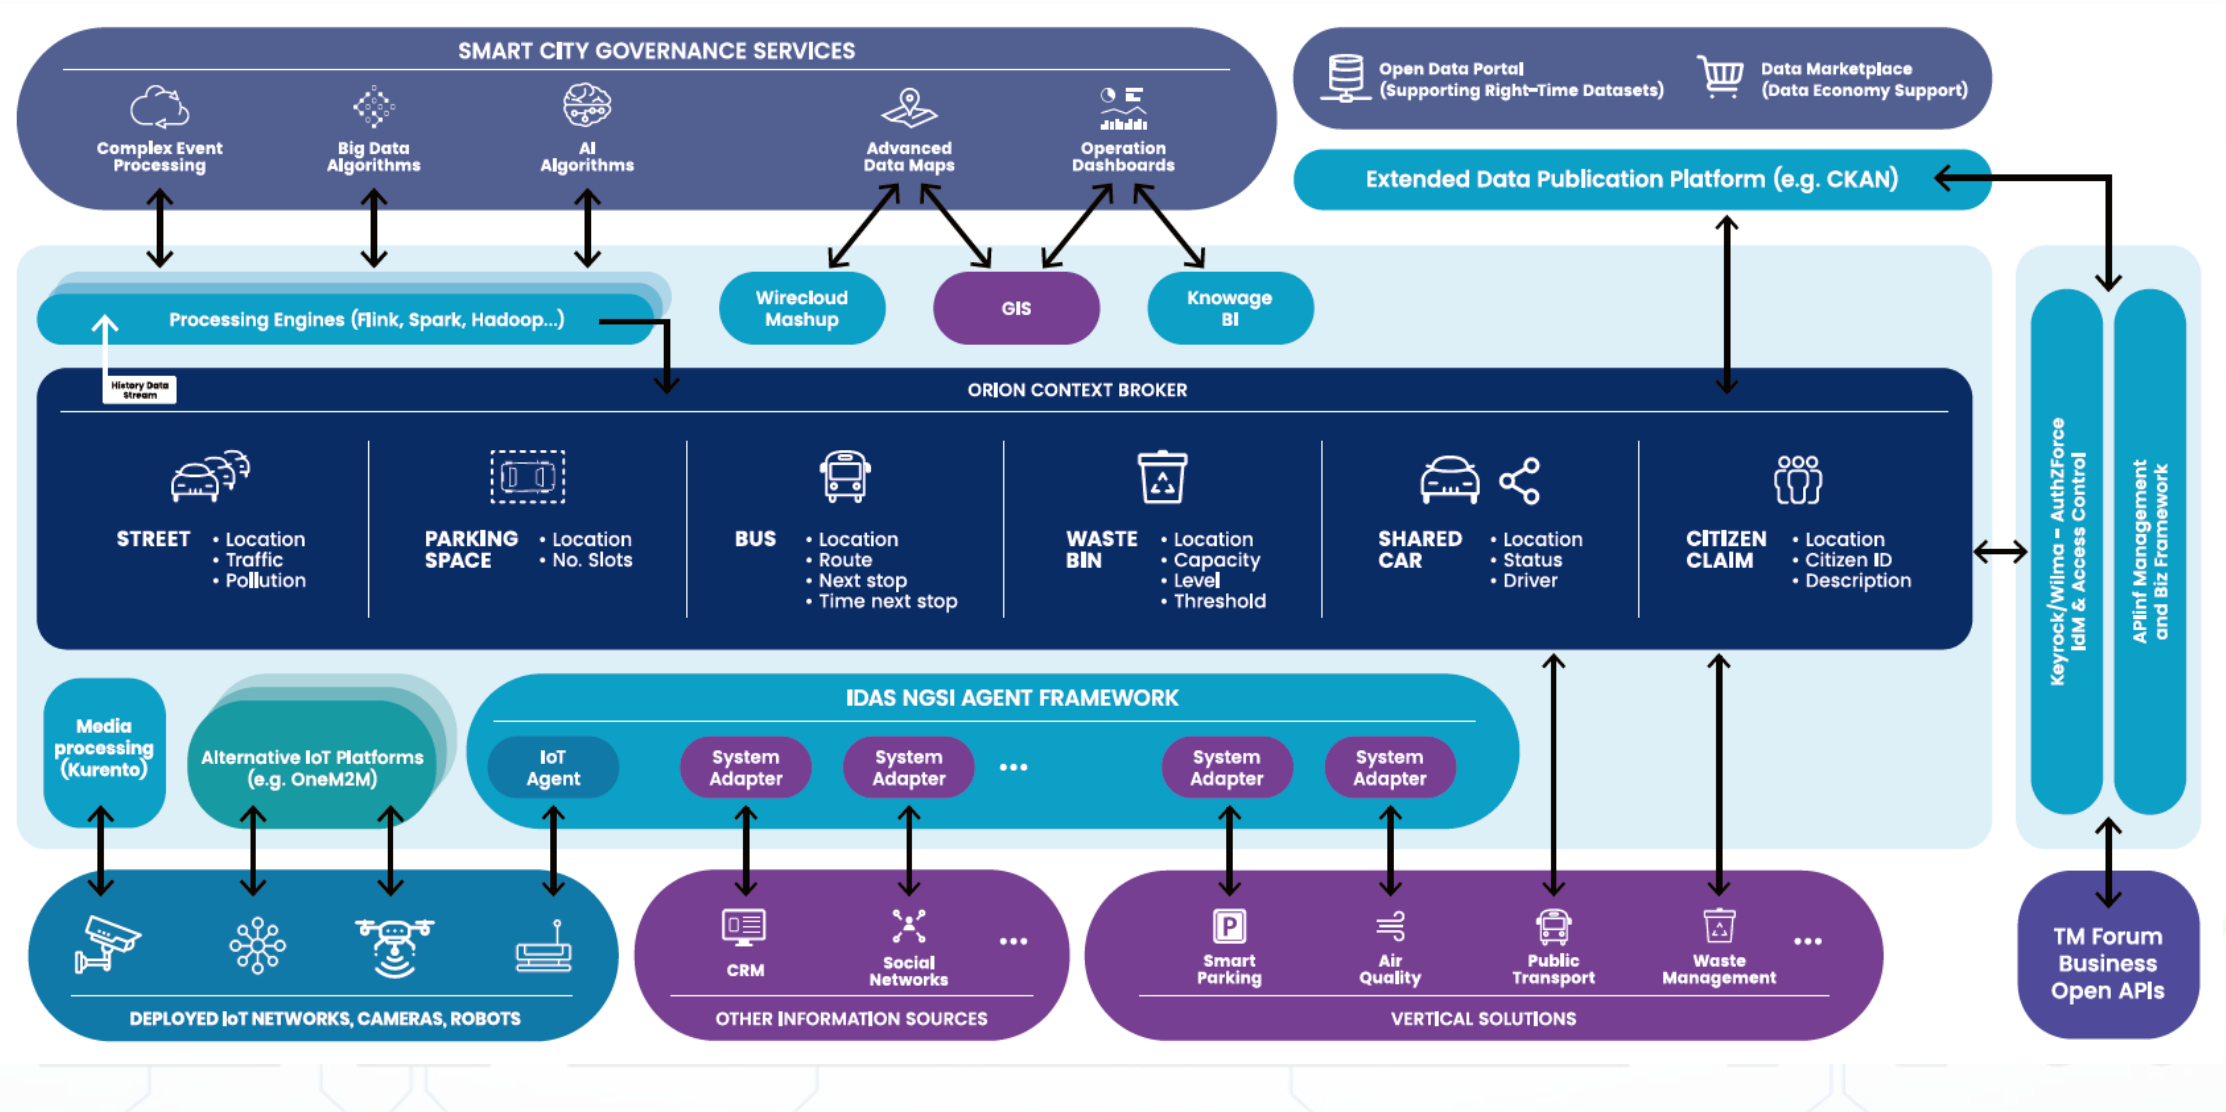 SMART CITY GOVERNANCE SERVICES
Complex Event
Processing
Big Data
Algorithms
AI
Algorithms
Advanced
Data Maps
Operation
Dashboards
Open Data Portal
(Supporting Right-Time Datasets)
Data Marketplace
(Data Economy Support)
Extended Data Publication Platform (e.g. CKAN)
Processing Engines (Flink, Spark, Hadoop...)
Wirecloud
Mashup
GIS
Knowage
BI
History Data
Stream
ORION CONTEXT BROKER
STREET
• Location
• Traffic
• Pollution
PARKING
SPACE
• Location
• No. Slots
BUS
• Location
• Route
• Next stop
• Time next stop
WASTE
BIN
• Location
• Capacity
• Level
• Threshold
SHARED
CAR
• Location
• Status
• Driver
CITIZEN
CLAIM
• Location
• Citizen ID
• Description
Keyrock/Wilma - AuthZForce
IdM & Access Control
APIinf Management
and Biz Framework
Media
processing
(Kurento)
Alternative IoT Platforms
(e.g. OneM2M)
IDAS NGSI AGENT FRAMEWORK
IoT
Agent
System
Adapter
System
Adapter
...
System
Adapter
System
Adapter
DEPLOYED IoT NETWORKS, CAMERAS, ROBOTS
CRM
Social
Networks
...
OTHER INFORMATION SOURCES
P
Smart
Parking
Air
Quality
Public
Transport
Waste
Management
...
VERTICAL SOLUTIONS
TM Forum
Business
Open APIs